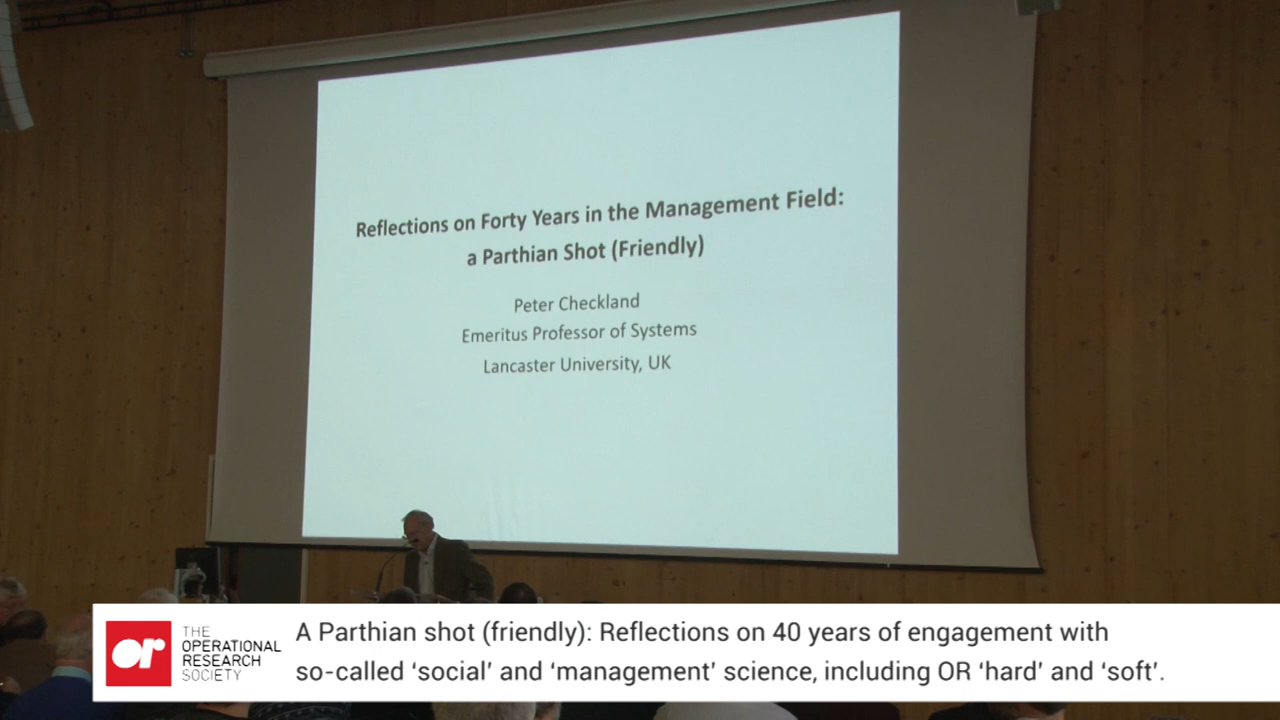 Reflections on Forty Years in the Management Field:
a Parthian Shot (Friendly)
Peter Checkland
Emeritus Professor of Systems
Lancaster University, UK
or
THE
OPERATIONAL
RESEARCH
SOCIETY
A Parthian shot (friendly): Reflections on 40 years of engagement with
so-called ‘social’ and ‘management’ science, including OR ‘hard’ and ‘soft’.